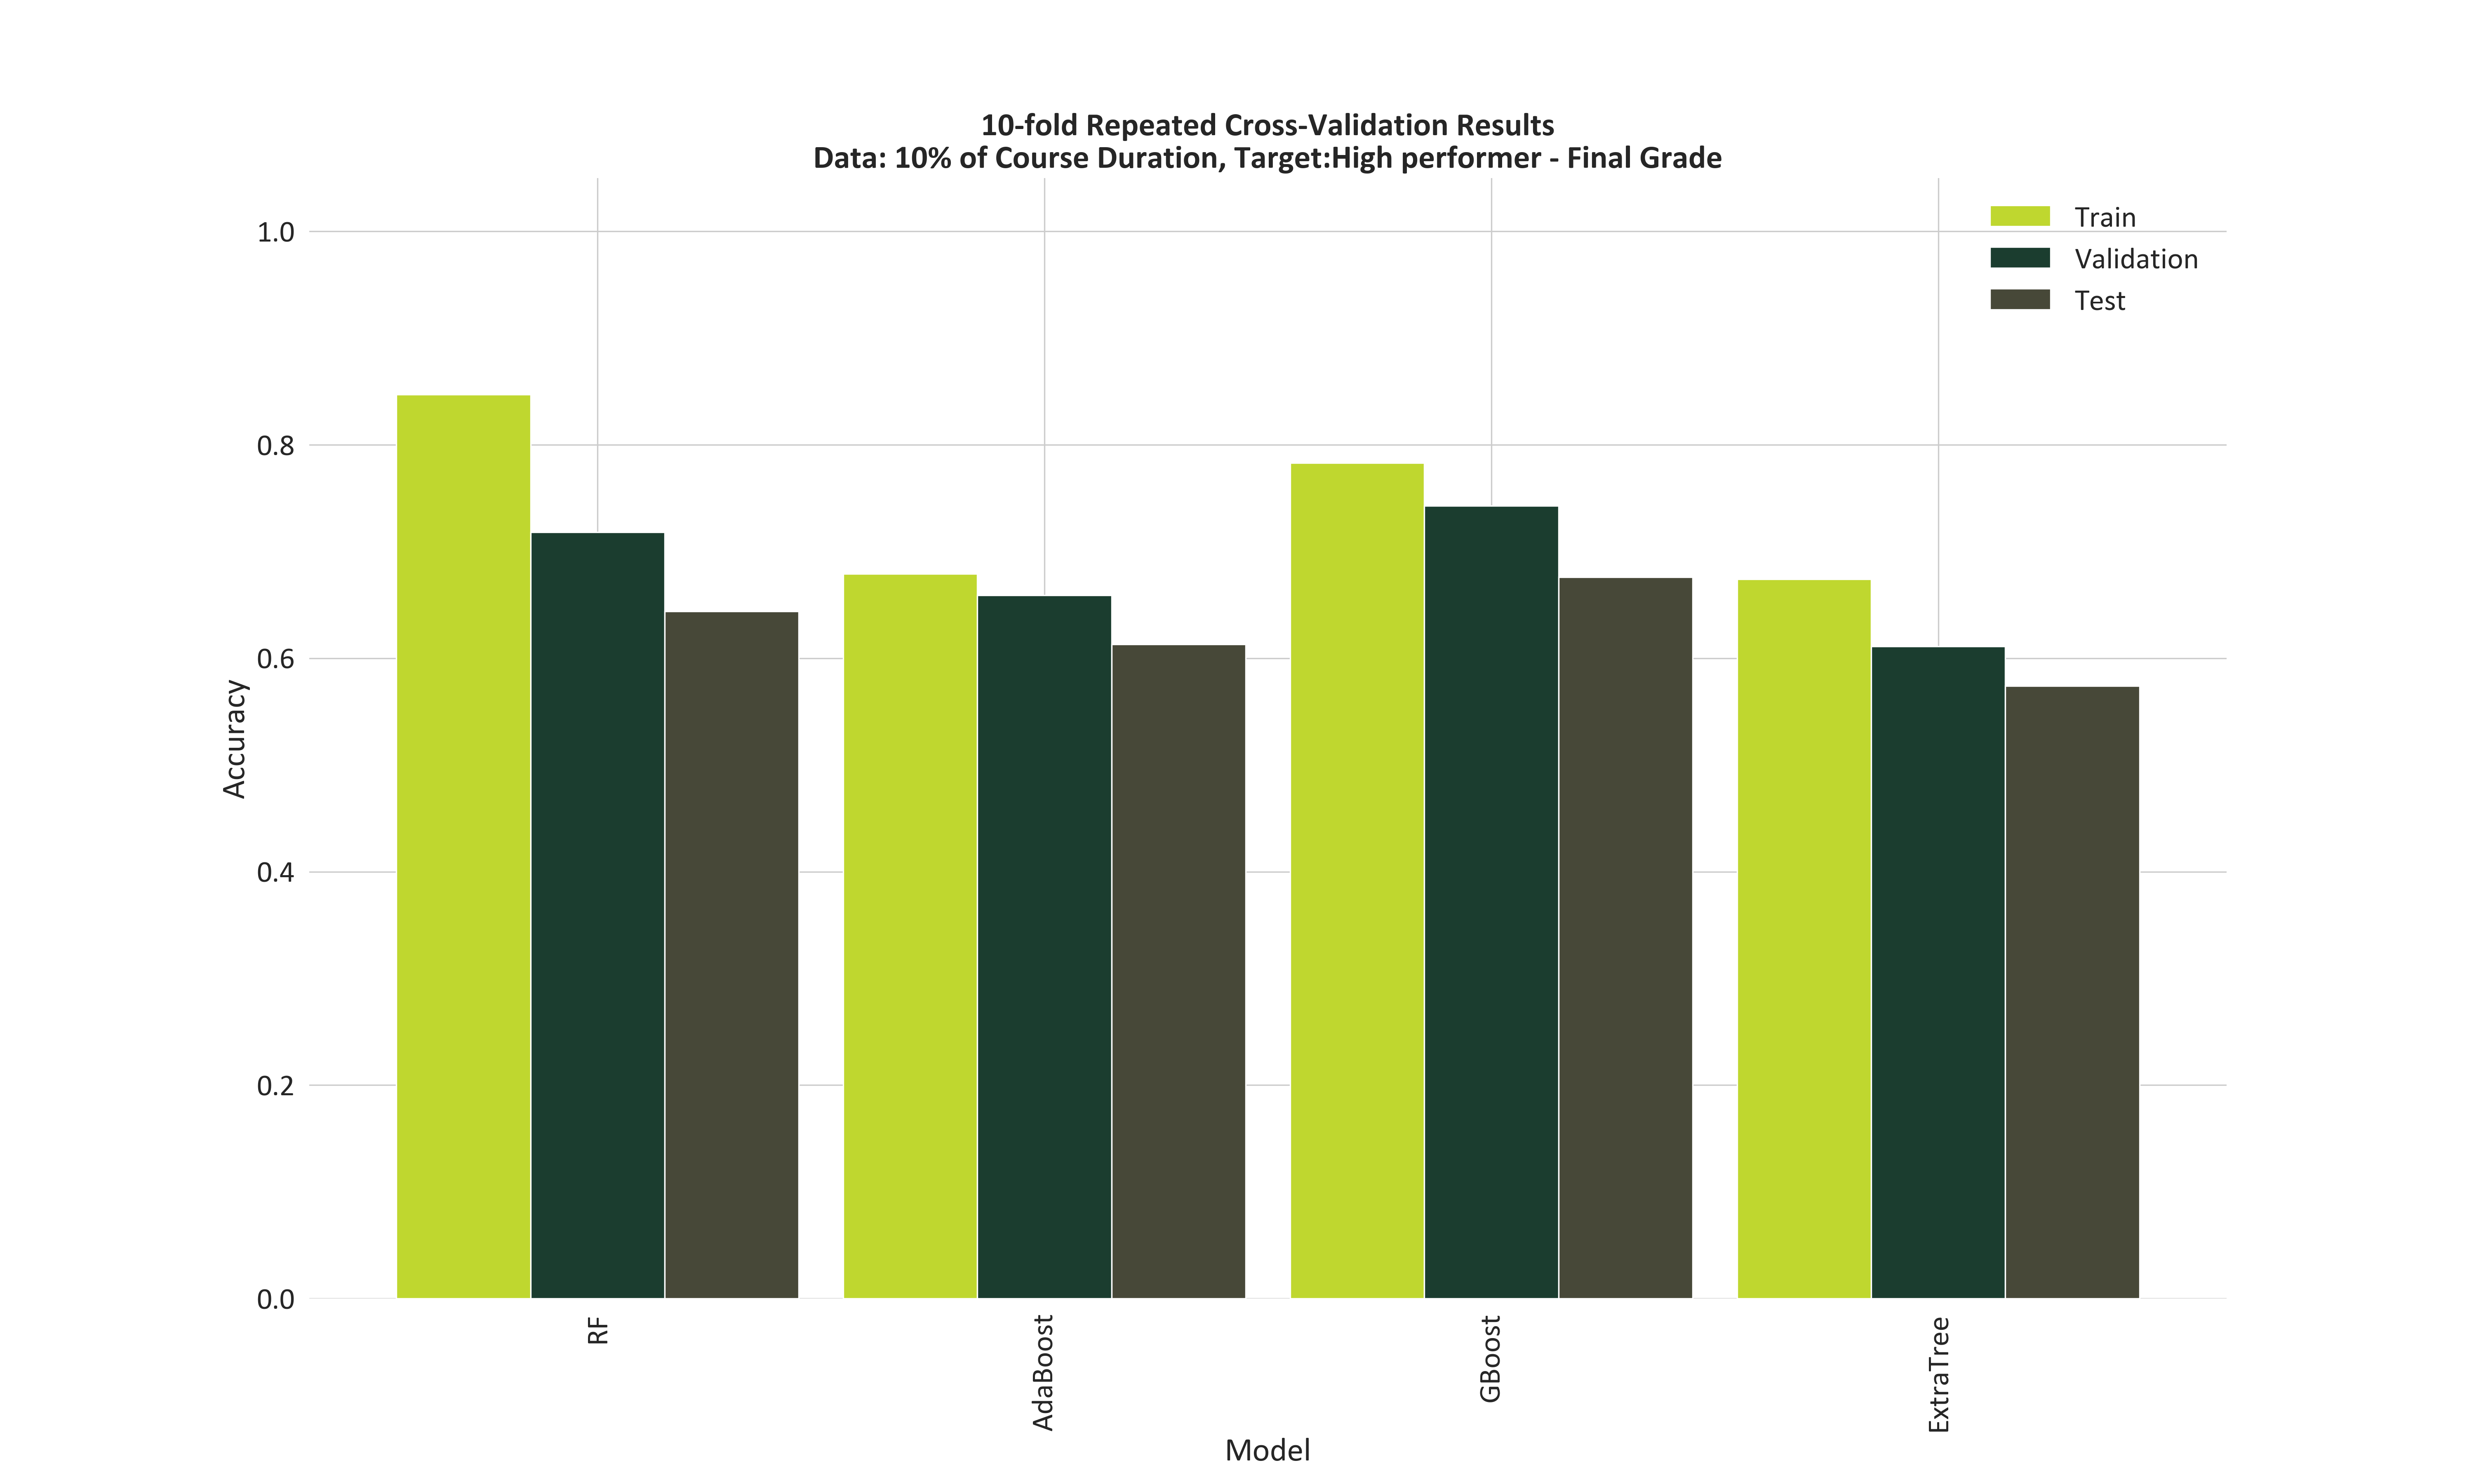 10-fold Repeated Cross-Validation Results
Data: 10% of Course Duration, Target:High performer - Final Grade
Train
Validation
Test
1.0
0.8
0.6
0.4
0.2
0.0
Accuracy
RF
AdaBoost
GBoost
ExtraTree
Model